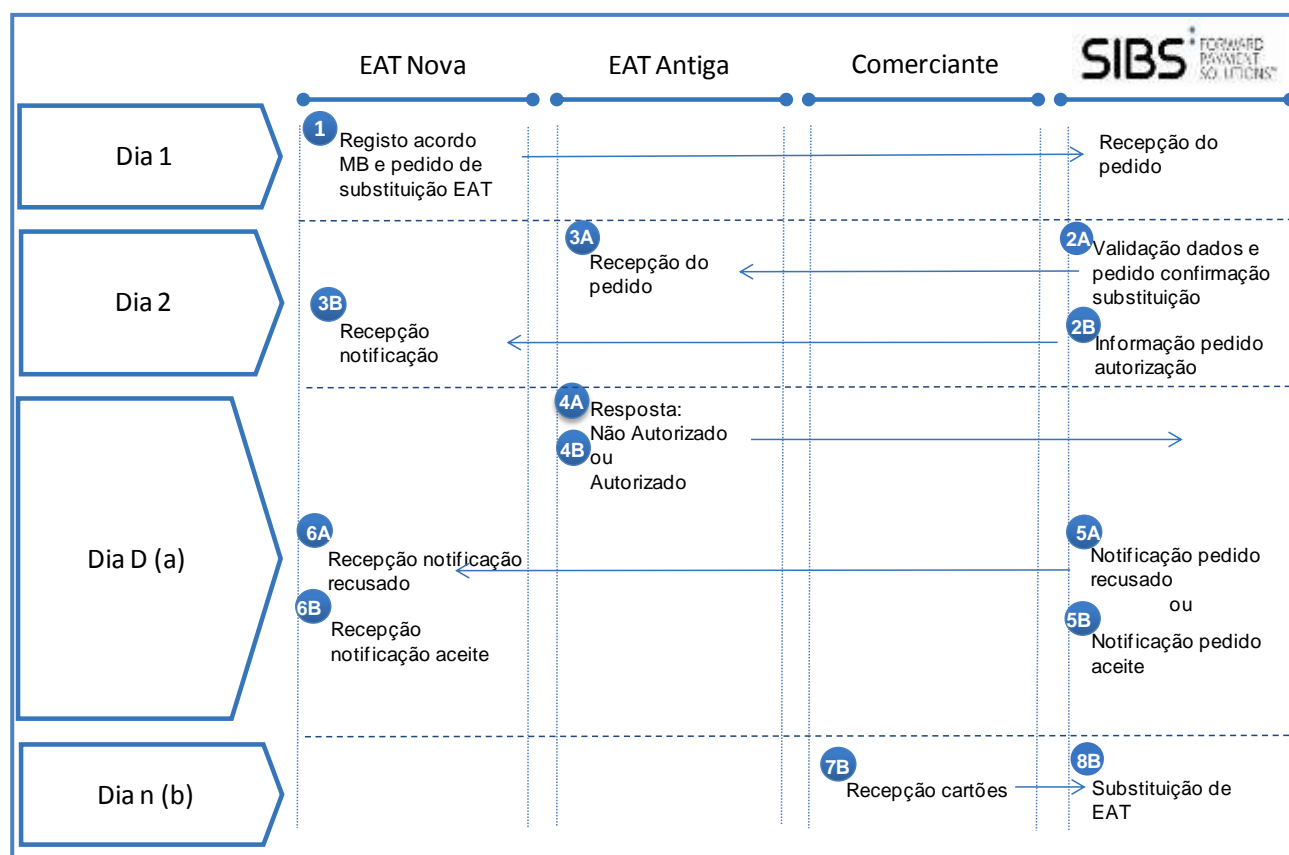 EAT Nova
EAT Antiga
Comerciante
SIBS FORWARD
PAYMENT
SOLUTIONS
Dia 1
1
Registo acordo
MB e pedido de
substituição EAT
Recepção do
pedido
Dia 2
3A
Recepção do
pedido
2A
Validação dados e
pedido confirmação
substituição
3B
Recepção
notificação
2B
Informação pedido
autorização
Dia D (a)
4A
Resposta:
Não Autorizado
4B
ou
Autorizado
6A
Recepção notificação
recusado
5A
Notificação pedido
recusado
ou
6B
Recepção
notificação aceite
5B
Notificação pedido
aceite
Dia n (b)
7B
Recepção cartões
8B
Substituição de
EAT